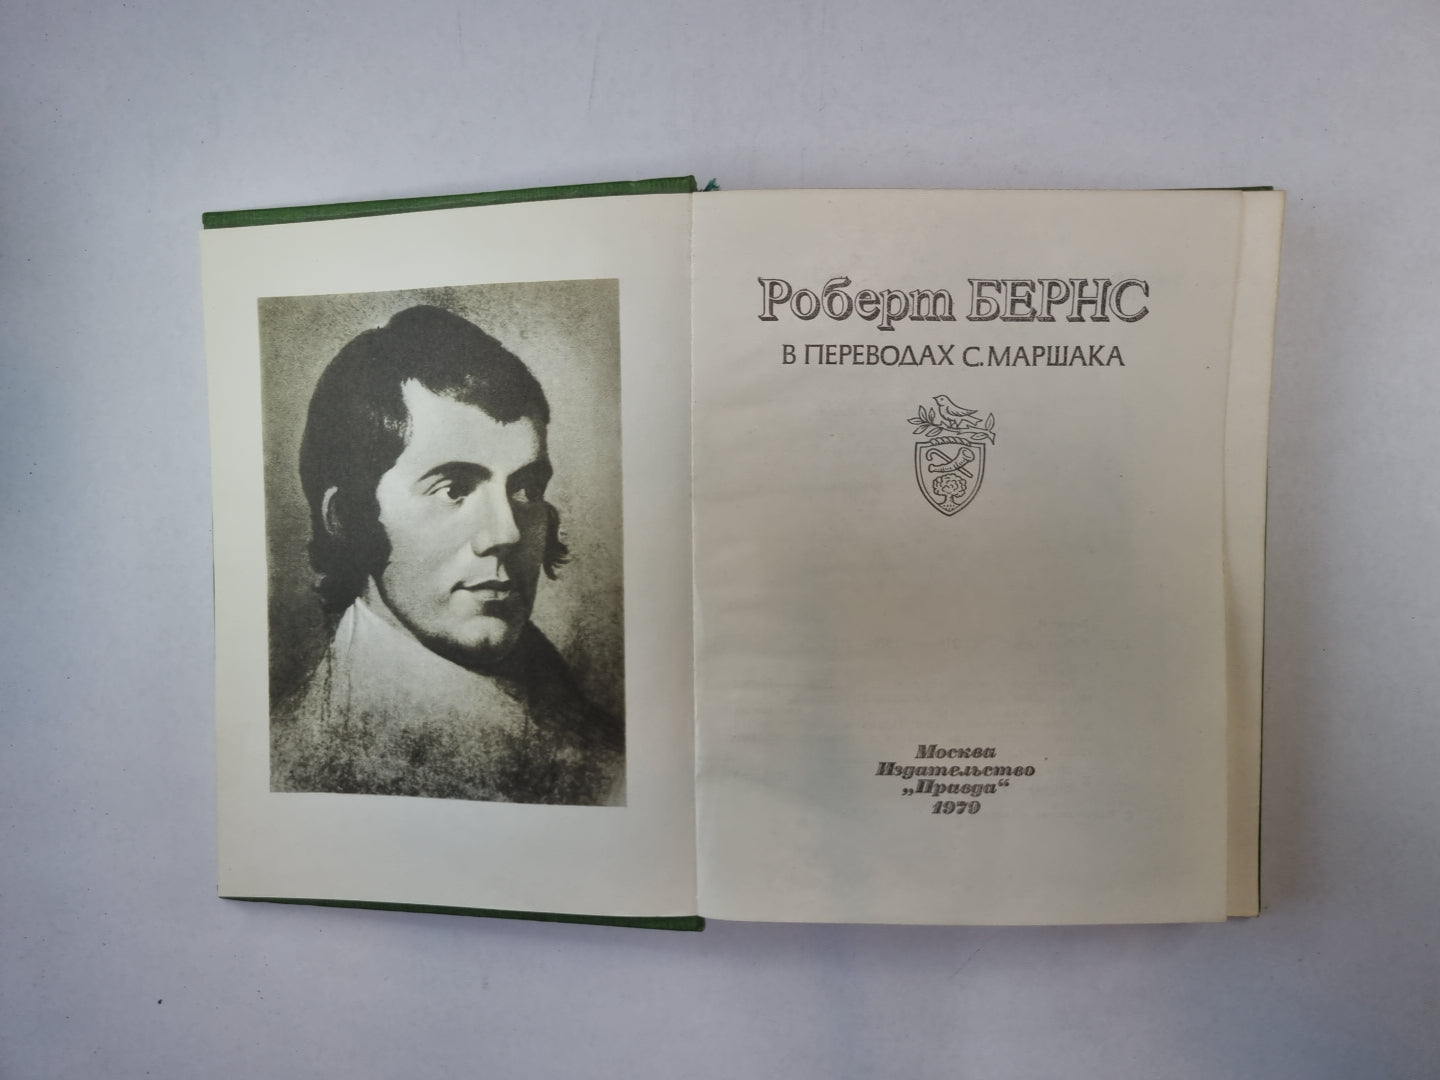 Роберт БЕРНС
В ПЕРЕВОДАХ С. МАРШАКА
Москва
Издательство
„Правда“
1979